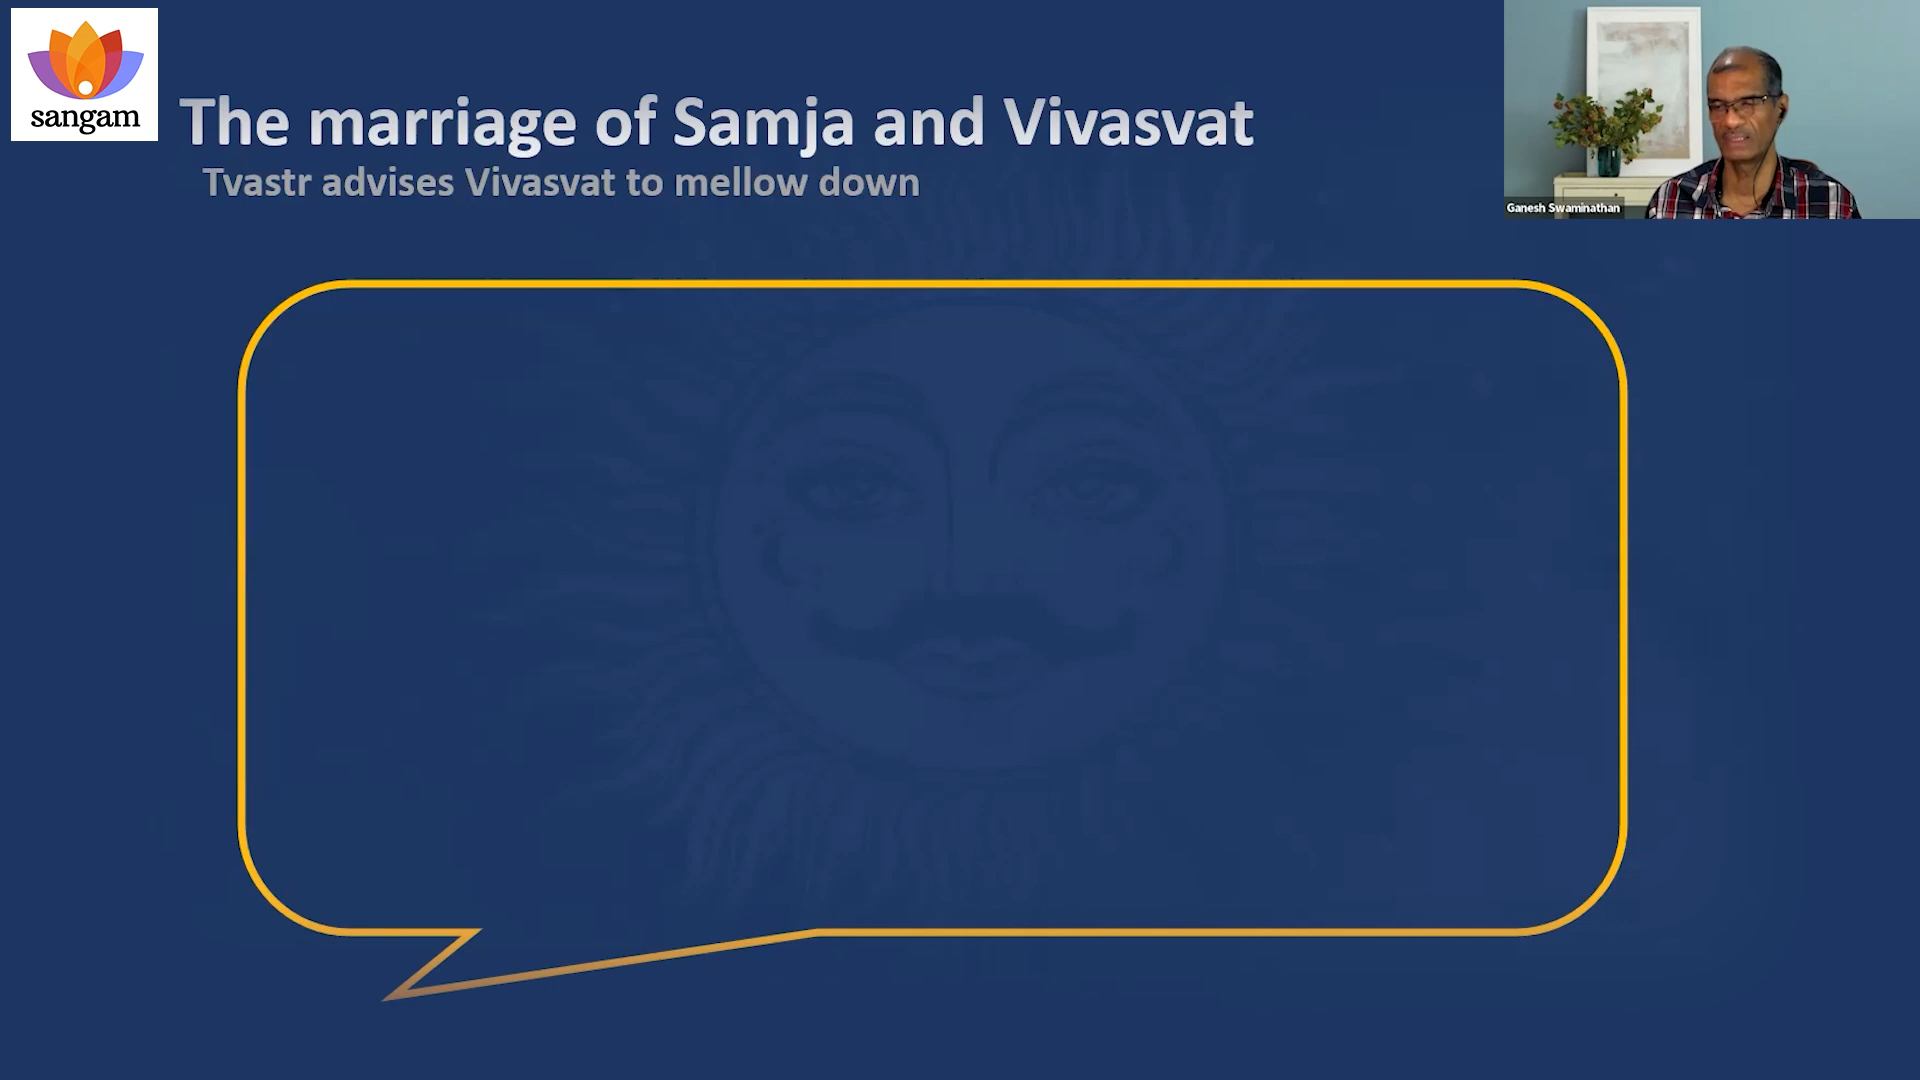 sangam
The marriage of Samja and Vivasvat
Tvastr advises Vivasvat to mellow down
Ganesh Swaminathan